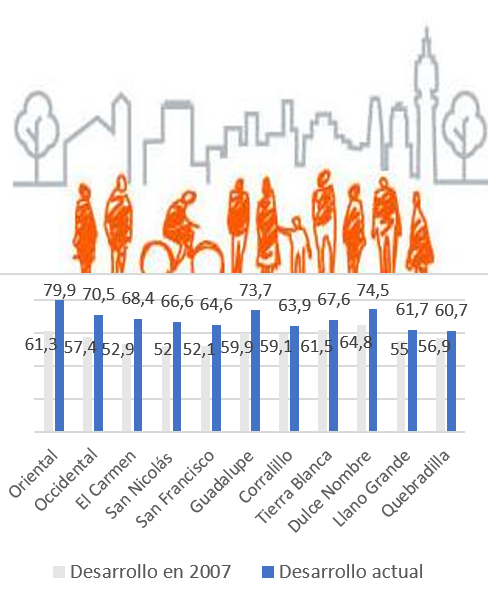 79,9 70,5 68,4 66,6 64,6 73,7 63,9 67,6 74,5 61,7 60,7
61,3 57,4 52,9 52 52,1 59,9 59,1 61,5 64,8 55 56,9
Oriental
Occidental
El Carmen
San Nicolás
San Francisco
Guadalupe
Corralillo
Tierra Blanca
Dulce Nombre
Llano Grande
Quebradilla
Desarrollo en 2007 Desarrollo actual